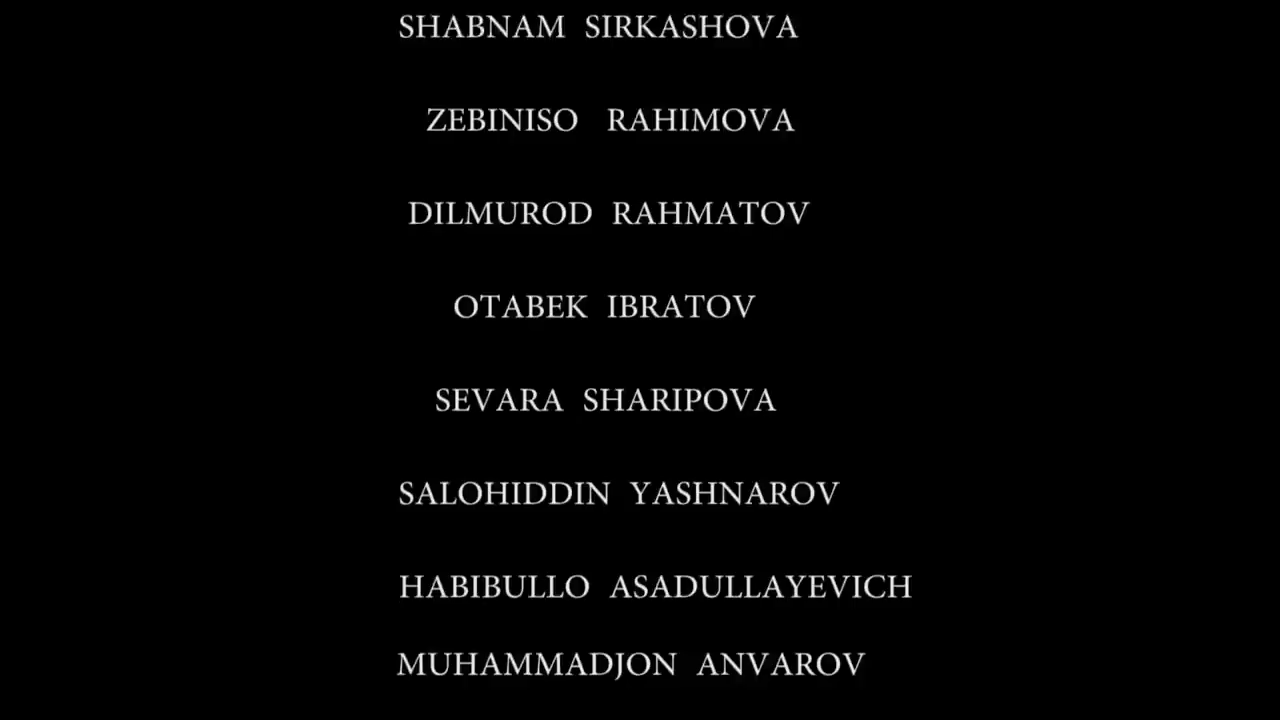 SHABNAM SIRKASHOVA
ZEBINISO RAHIMOVA
DILMUROD RAHMATOV
OTABEK IBRATOV
SEVARA SHARIPOVA
SALOHIDDIN YASHNAROV
HABIBULLO ASADULLAYEVICH
MUHAMMADJON ANVAROV